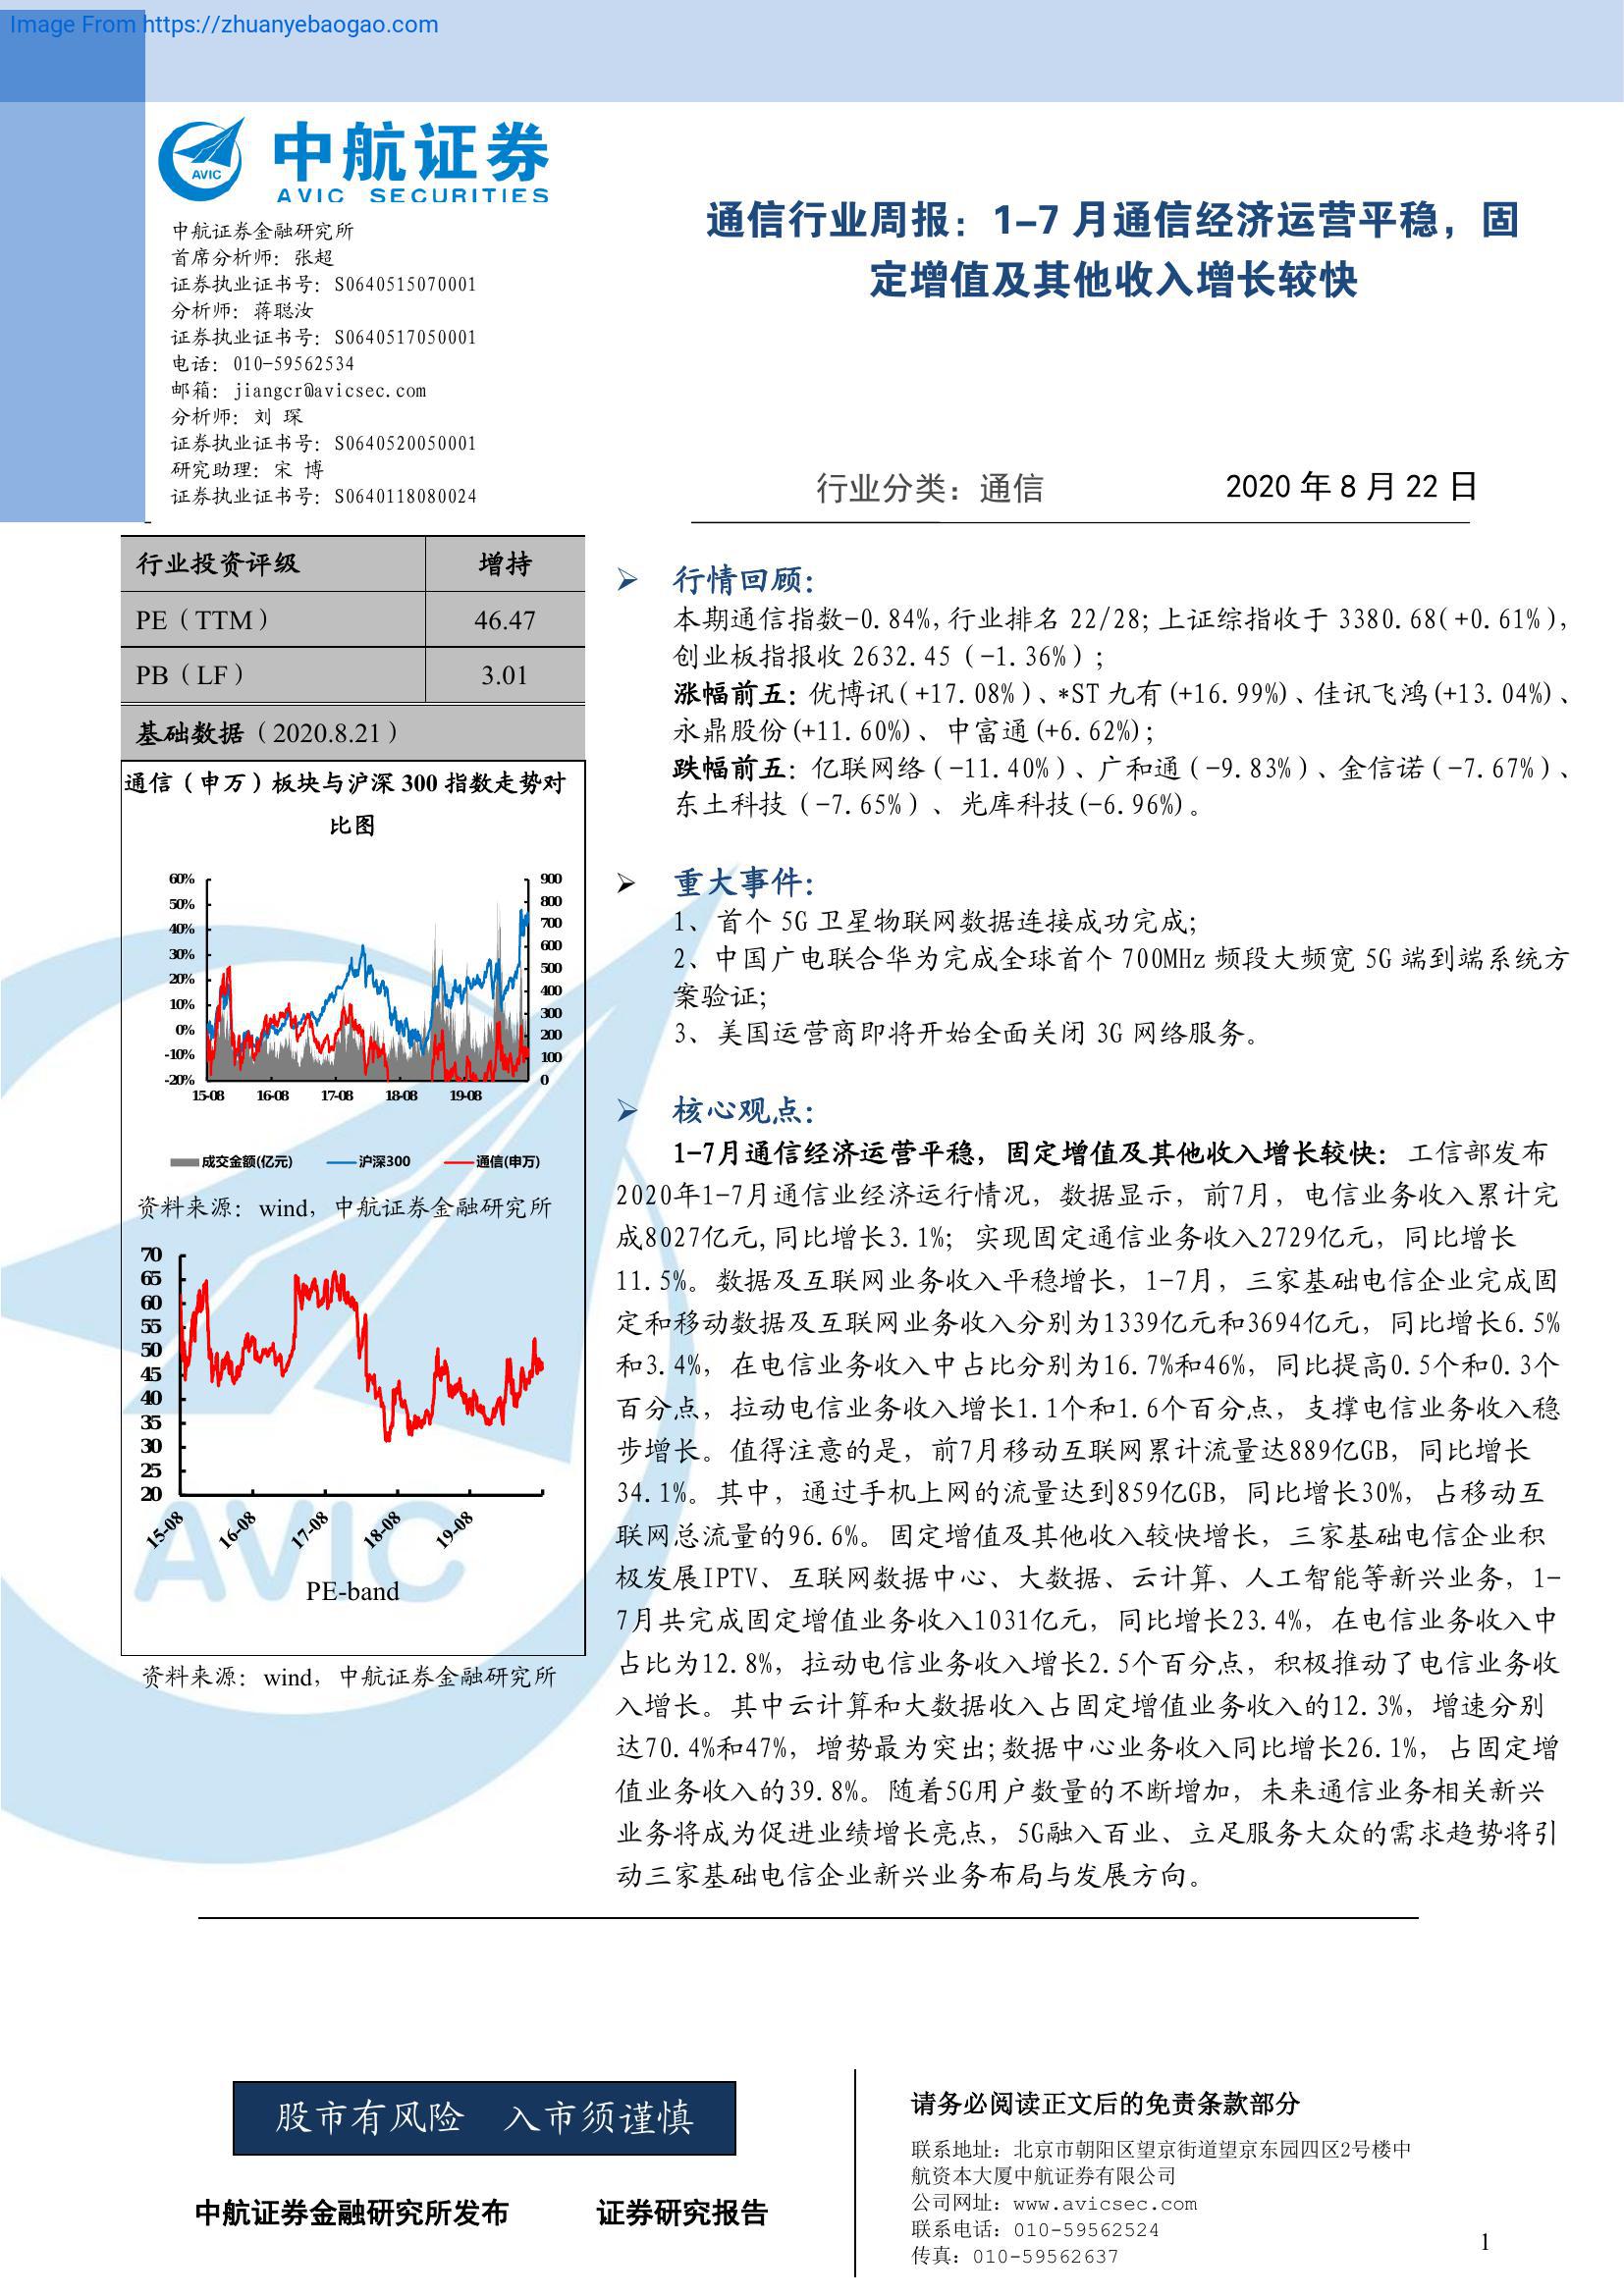 Image From https://zhuanyebaogao.com
AVIC
中航证券
AVIC SECURITIES
中航证券金融研究所
首席分析师：张超
证券执业证书号：S0640515070001
分析师：蒋聪汝
证券执业证书号：S0640517050001
电话：010-59562534
邮箱：jiangcr@avicsec.com
分析师：刘 琛
证券执业证书号：S0640520050001
研究助理：宋 博
证券执业证书号：S0640118080024
通信行业周报：1-7 月通信经济运营平稳，固
定增值及其他收入增长较快
行业分类：通信 2020 年 8 月 22 日
行业投资评级 增持
PE（TTM） 46.47
PB（LF） 3.01
基础数据（2020.8.21）
通信（申万）板块与沪深 300 指数走势对
比图
60% 900
50% 800
40% 700
30% 600
20% 500
10% 400
0% 300
-10% 200
-20% 100
0
15-08 16-08 17-08 18-08 19-08
成交金额(亿元) 沪深300 通信(申万)
资料来源：wind，中航证券金融研究所
70
65
60
55
50
45
40
35
30
25
20
15-08 16-08 17-08 18-08 19-08
AVIC
PE-band
资料来源：wind，中航证券金融研究所
➢ 行情回顾：
本期通信指数-0.84%,行业排名 22/28;上证综指收于 3380.68(+0.61%),
创业板指报收 2632.45（-1.36%）;
涨幅前五：优博讯(+17.08%)、*ST 九有(+16.99%)、佳讯飞鸿(+13.04%)、
永鼎股份(+11.60%)、中富通(+6.62%);
跌幅前五：亿联网络(-11.40%)、广和通(-9.83%)、金信诺(-7.67%)、
东土科技（-7.65%）、光库科技(-6.96%)。
➢ 重大事件：
1、首个 5G 卫星物联网数据连接成功完成;
2、中国广电联合华为完成全球首个 700MHz 频段大频宽 5G 端到端系统方
案验证;
3、美国运营商即将开始全面关闭 3G 网络服务。
➢ 核心观点：
1-7月通信经济运营平稳，固定增值及其他收入增长较快：工信部发布
2020年1-7月通信业经济运行情况，数据显示，前7月，电信业务收入累计完
成8027亿元,同比增长3.1%；实现固定通信业务收入2729亿元，同比增长
11.5%。数据及互联网业务收入平稳增长，1-7月，三家基础电信企业完成固
定和移动数据及互联网业务收入分别为1339亿元和3694亿元，同比增长6.5%
和3.4%，在电信业务收入中占比分别为16.7%和46%，同比提高0.5个和0.3个
百分点，拉动电信业务收入增长1.1个和1.6个百分点，支撑电信业务收入稳
步增长。值得注意的是，前7月移动互联网累计流量达889亿GB，同比增长
34.1%。其中，通过手机上网的流量达到859亿GB，同比增长30%，占移动互
联网总流量的96.6%。固定增值及其他收入较快增长，三家基础电信企业积
极发展IPTV、互联网数据中心、大数据、云计算、人工智能等新兴业务，1-
7月共完成固定增值业务收入1031亿元，同比增长23.4%，在电信业务收入中
占比为12.8%，拉动电信业务收入增长2.5个百分点，积极推动了电信业务收
入增长。其中云计算和大数据收入占固定增值业务收入的12.3%，增速分别
达70.4%和47%，增势最为突出;数据中心业务收入同比增长26.1%，占固定增
值业务收入的39.8%。随着5G用户数量的不断增加，未来通信业务相关新兴
业务将成为促进业绩增长亮点，5G融入百业、立足服务大众的需求趋势将引
动三家基础电信企业新兴业务布局与发展方向。
股市有风险 入市须谨慎
中航证券金融研究所发布 证券研究报告
请务必阅读正文后的免责条款部分
联系地址：北京市朝阳区望京街道望京东园四区2号楼中
航资本大厦中航证券有限公司
公司网址：www.avicsec.com
联系电话：010-59562524
传真：010-59562637
1